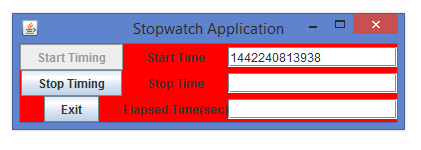 Stopwatch Application
Start Timing Start Time 1442240813938
Stop Timing Stop Time
Exit Elapsed Time(sec)